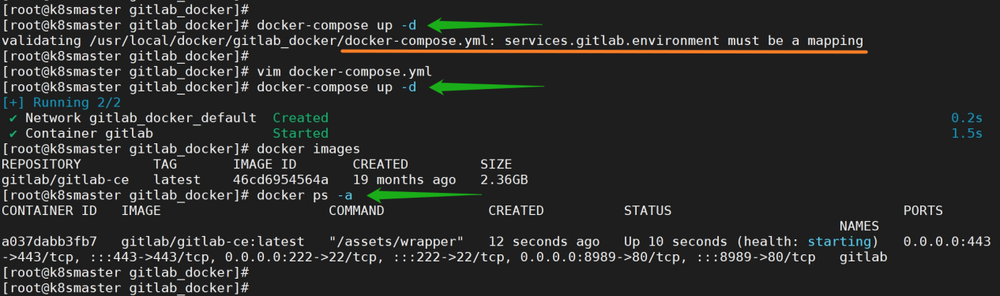 [root@k8smaster gitlab_docker]#
[root@k8smaster gitlab_docker]# docker-compose up -d
validating /usr/local/docker/gitlab_docker/docker-compose.yml: services.gitlab.environment must be a mapping
[root@k8smaster gitlab_docker]#
[root@k8smaster gitlab_docker]# vim docker-compose.yml
[root@k8smaster gitlab_docker]# docker-compose up -d
[+] Running 2/2
✔ Network gitlab_docker_default  Created 0.2s
✔ Container gitlab               Started 1.5s
[root@k8smaster gitlab_docker]# docker images
REPOSITORY         TAG       IMAGE ID       CREATED         SIZE
gitlab/gitlab-ce   latest    46cd6954564a   19 months ago   2.36GB
[root@k8smaster gitlab_docker]# docker ps -a
CONTAINER ID   IMAGE                     COMMAND             CREATED          STATUS                             PORTS
NAMES
a037dabb3fb7   gitlab/gitlab-ce:latest   "/assets/wrapper"   12 seconds ago   Up 10 seconds (health: starting)   0.0.0.0:443
->443/tcp, :::443->443/tcp, 0.0.0.0:222->22/tcp, :::222->22/tcp, 0.0.0.0:8989->80/tcp, :::8989->80/tcp   gitlab
[root@k8smaster gitlab_docker]#
[root@k8smaster gitlab_docker]#